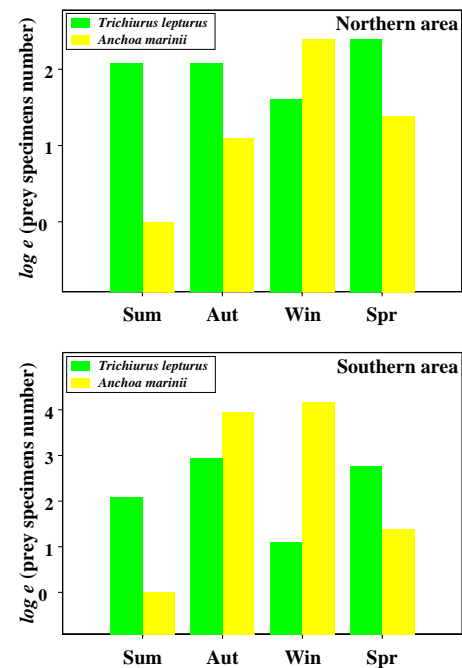 Northern area
Trichiurus lepturus
Anchoa marinii
log e (prey specimens number)
2
1
0
Sum Aut Win Spr
Southern area
Trichiurus lepturus
Anchoa marinii
log e (prey specimens number)
4
3
2
1
0
Sum Aut Win Spr